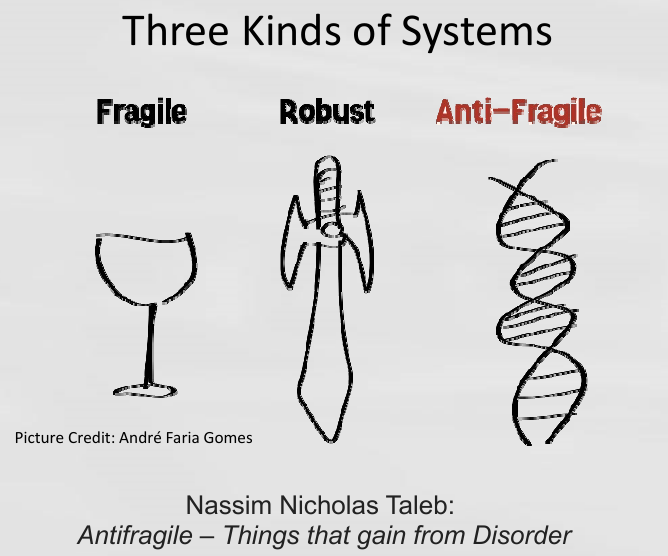 Three Kinds of Systems
Fragile
Robust
Anti-Fragile
Picture Credit: André Faria Gomes
Nassim Nicholas Taleb:
Antifragile – Things that gain from Disorder